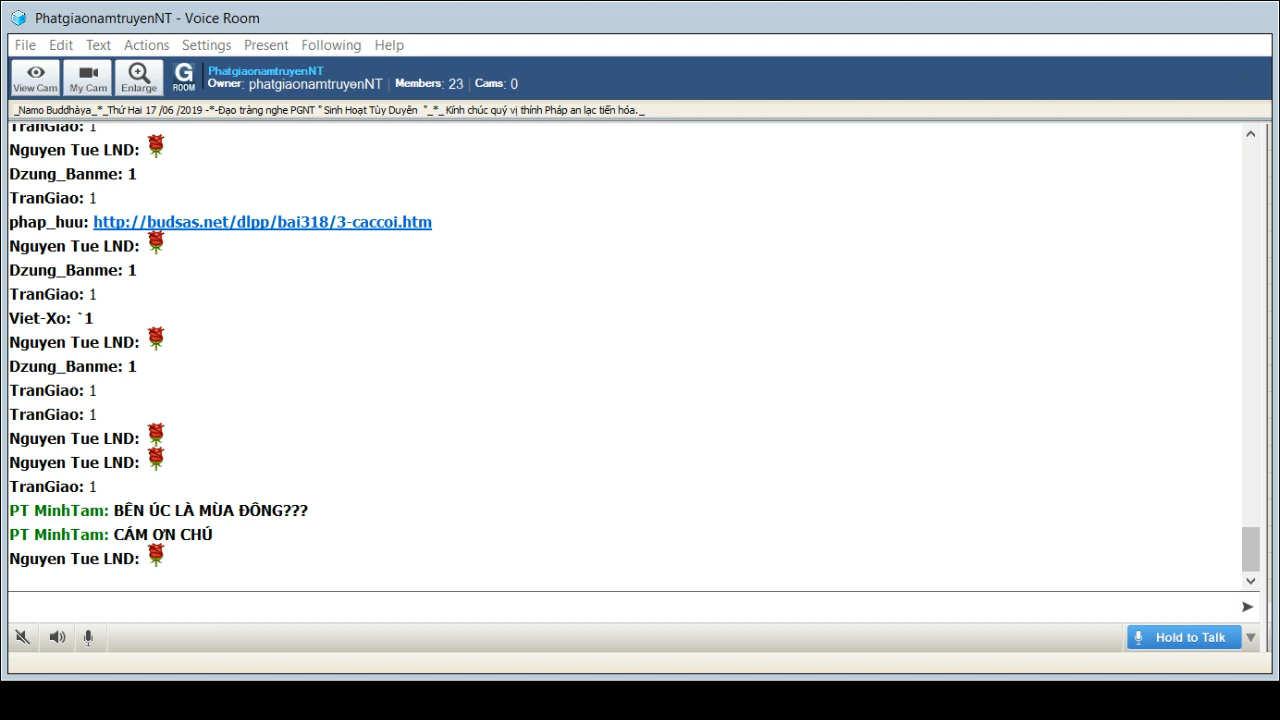 PhatgiaonamtruyenNT - Voice Room
File Edit Text Actions Settings Present Following Help
View Cam My Cam Enlarge G ROOM
PhatgiaonamtruyenNT
Owner: phatgiaonamtruyenNT | Members: 23 | Cams: 0
_Namo Buddhàya_*_Thứ Hai 17 /06 /2019 -*-Đạo tràng nghe PGNT " Sinh Hoạt Tùy Duyên "_*_ Kính chúc quý vị thính Pháp an lạc tiến hóa._
TranGiao: 1
Nguyen Tue LND:
Dzung_Banme: 1
TranGiao: 1
phap_huu: http://budsas.net/dlpp/bai318/3-caccoi.htm
Nguyen Tue LND:
Dzung_Banme: 1
TranGiao: 1
Viet-Xo: `1
Nguyen Tue LND:
Dzung_Banme: 1
TranGiao: 1
TranGiao: 1
Nguyen Tue LND:
Nguyen Tue LND:
TranGiao: 1
PT MinhTam: BÊN ÚC LÀ MÙA ĐÔNG???
PT MinhTam: CÁM ƠN CHÚ
Nguyen Tue LND:
Hold to Talk